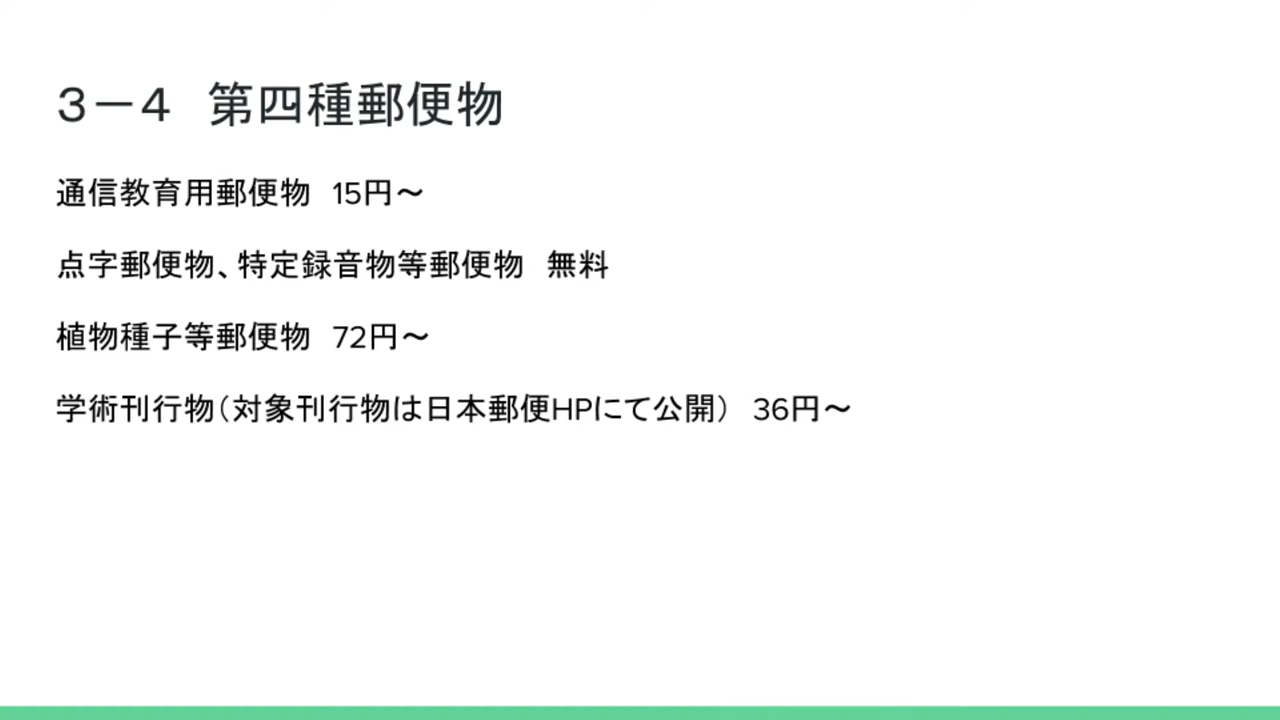 ３－４　第四種郵便物
通信教育用郵便物　15円～
点字郵便物、特定録音物等郵便物　無料
植物種子等郵便物　72円～
学術刊行物（対象刊行物は日本郵便HPにて公開）　36円～